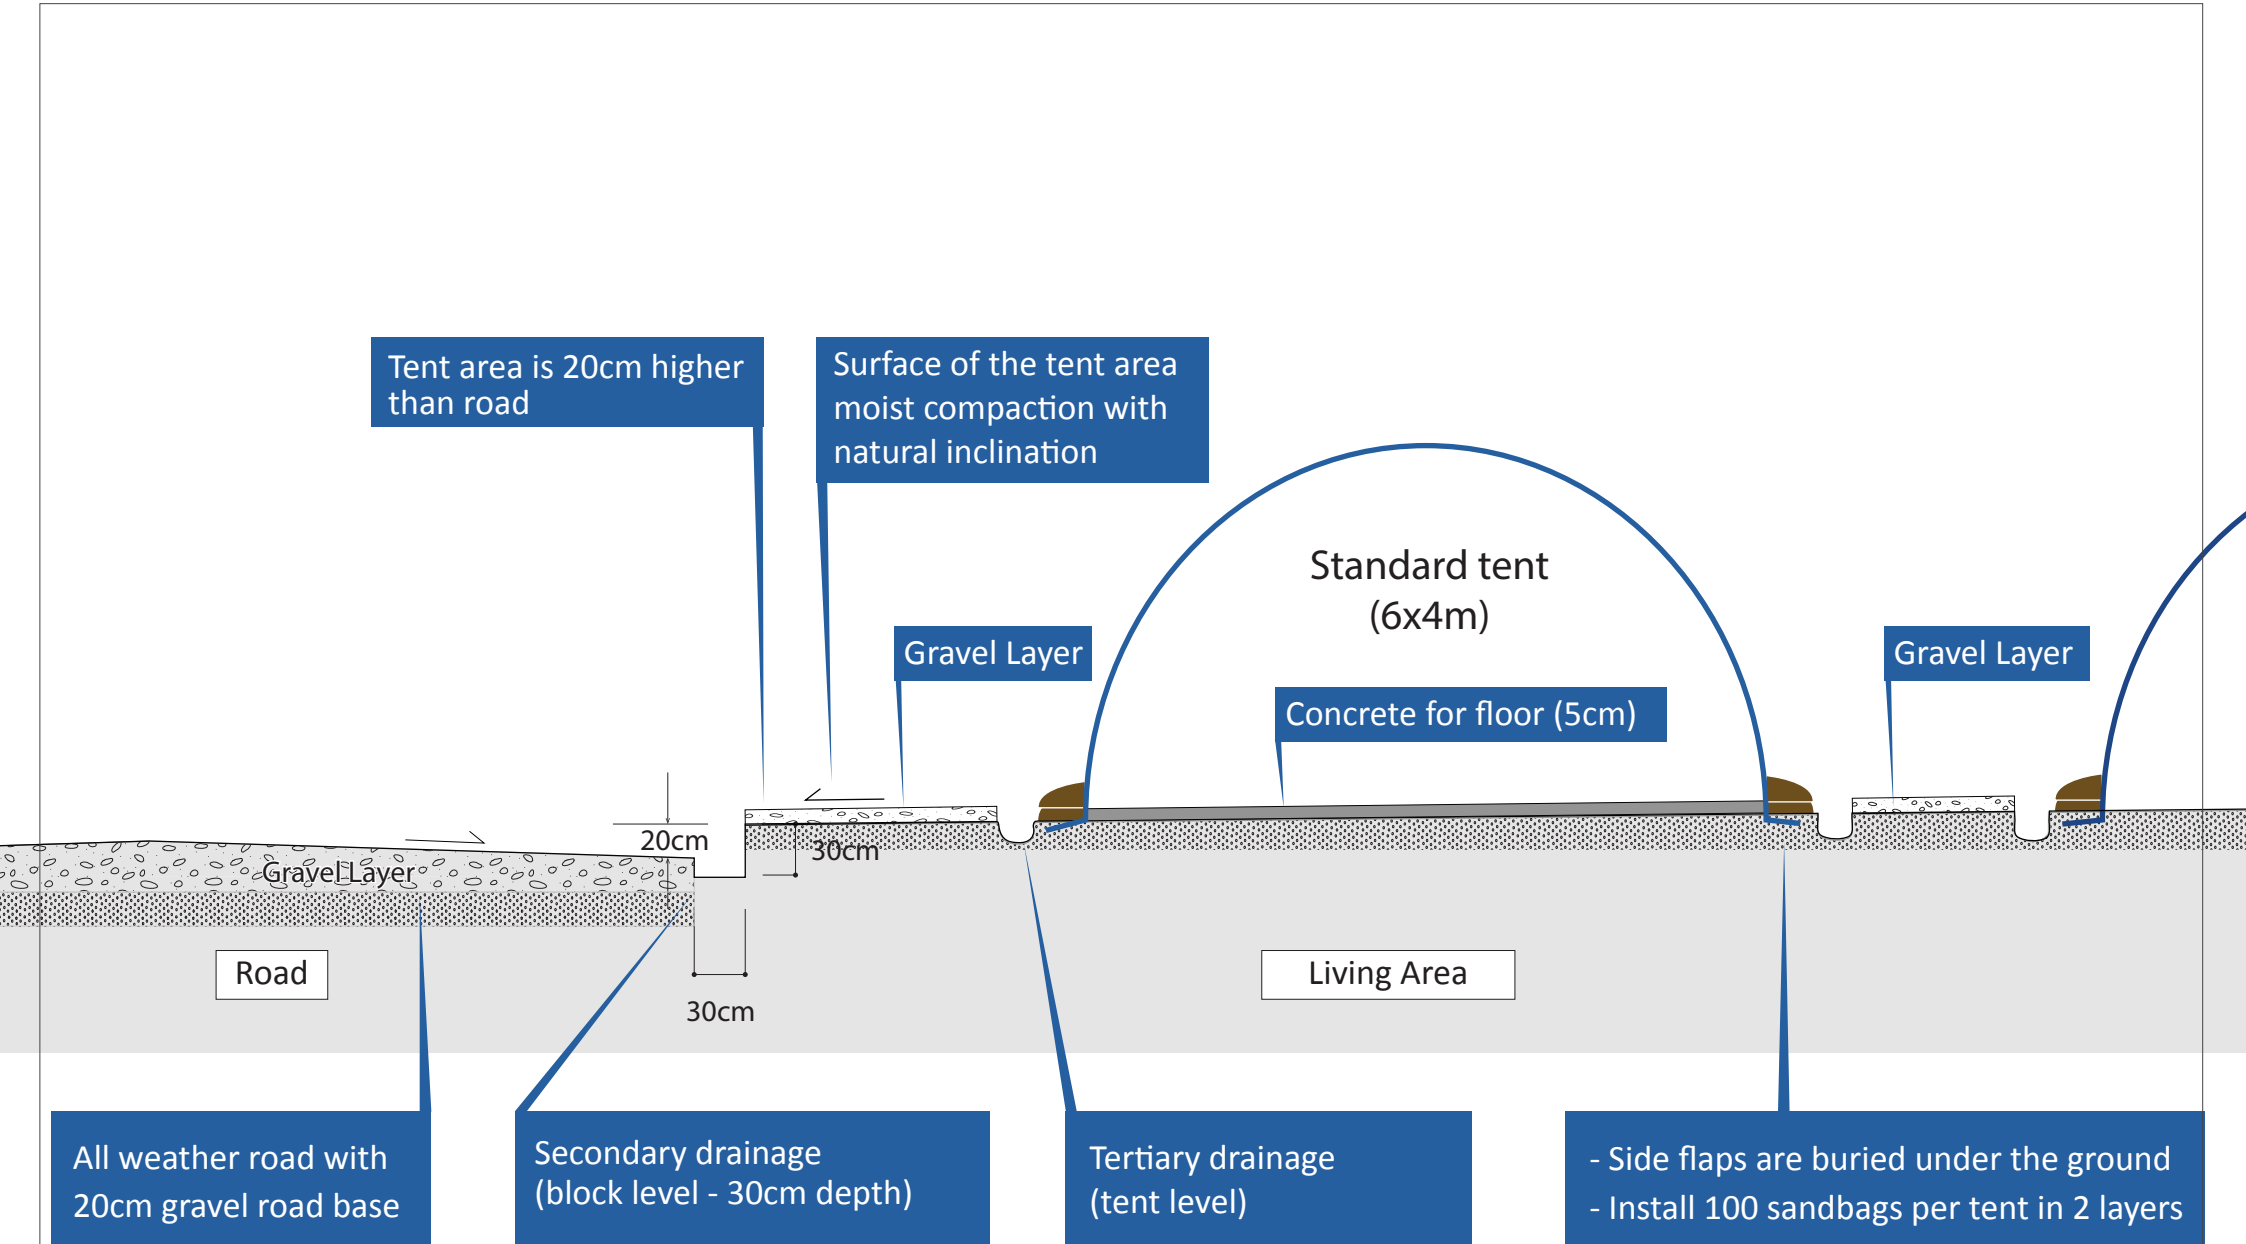 Tent area is 20cm higher
than road
Surface of the tent area
moist compaction with
natural inclination
Standard tent
(6x4m)
Gravel Layer
Gravel Layer
Concrete for floor (5cm)
20cm
30cm
Gravel Layer
Road
Living Area
30cm
All weather road with
20cm gravel road base
Secondary drainage
(block level - 30cm depth)
Tertiary drainage
(tent level)
- Side flaps are buried under the ground
- Install 100 sandbags per tent in 2 layers